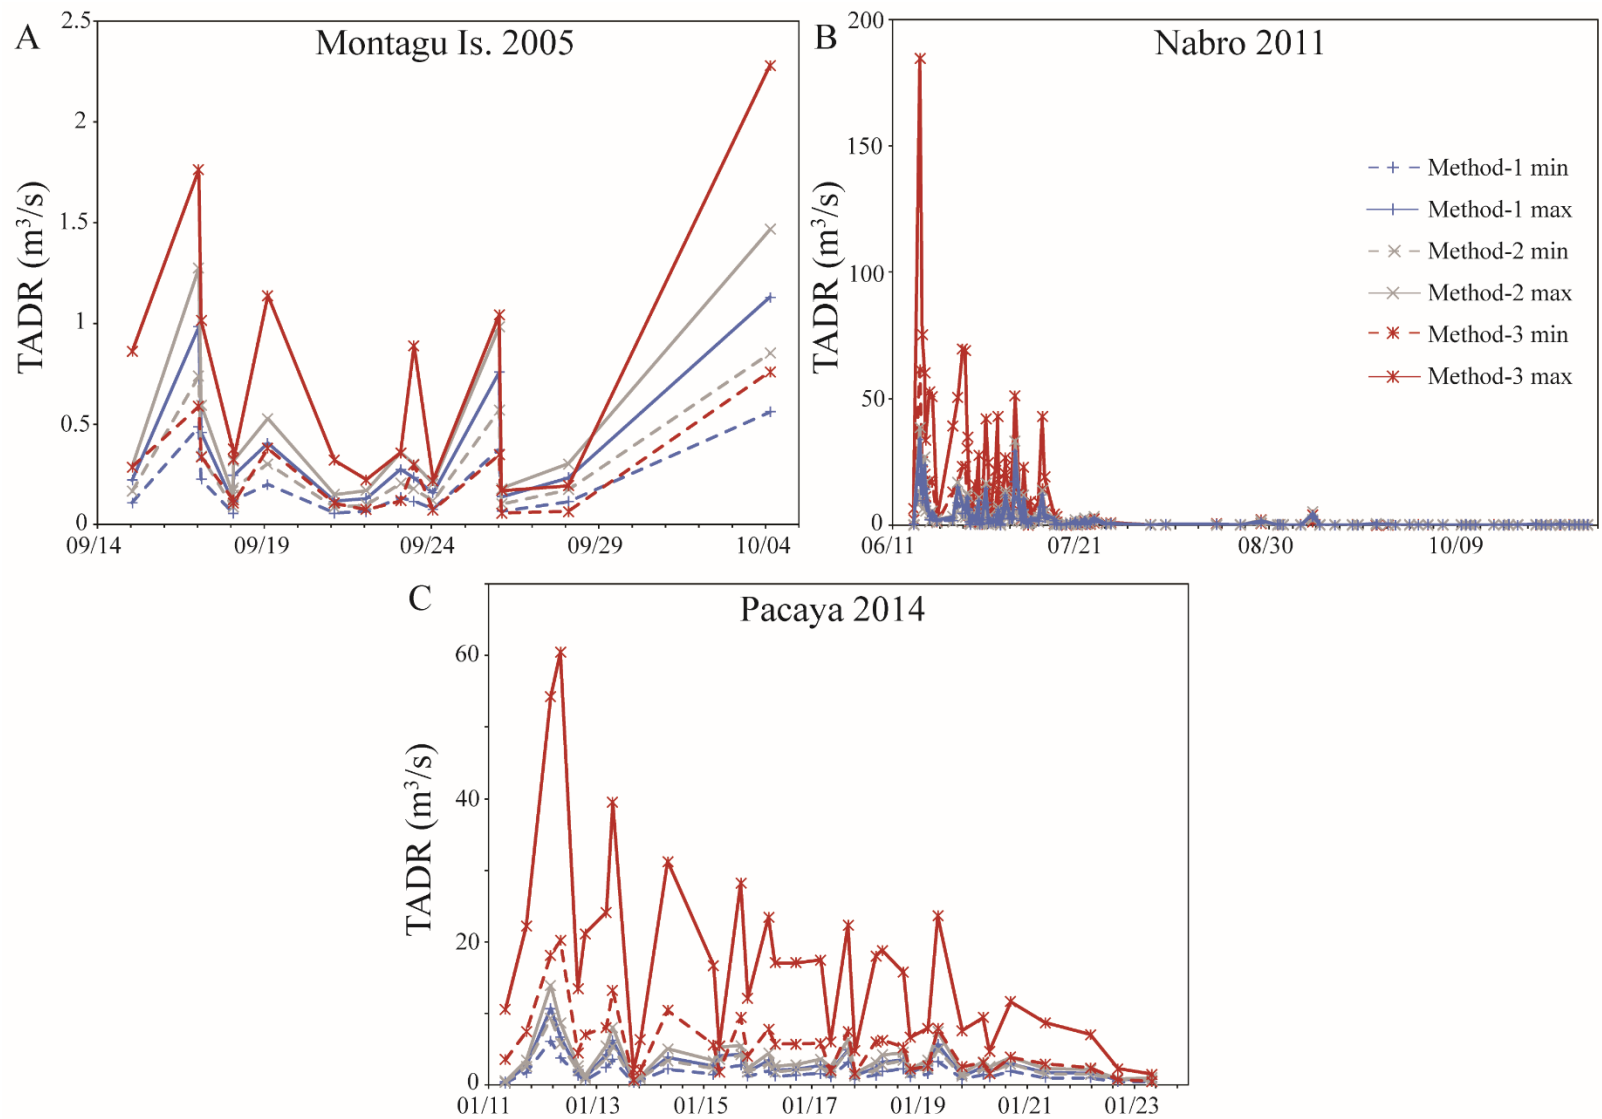 A
Montagu Is. 2005
TADR (m³/s)
2.5
2
1.5
1
0.5
0
09/14
09/19
09/24
09/29
10/04
B
Nabro 2011
TADR (m³/s)
200
150
100
50
0
06/11
07/21
08/30
10/09
Method-1 min
Method-1 max
Method-2 min
Method-2 max
Method-3 min
Method-3 max
C
Pacaya 2014
TADR (m³/s)
60
40
20
0
01/11
01/13
01/15
01/17
01/19
01/21
01/23